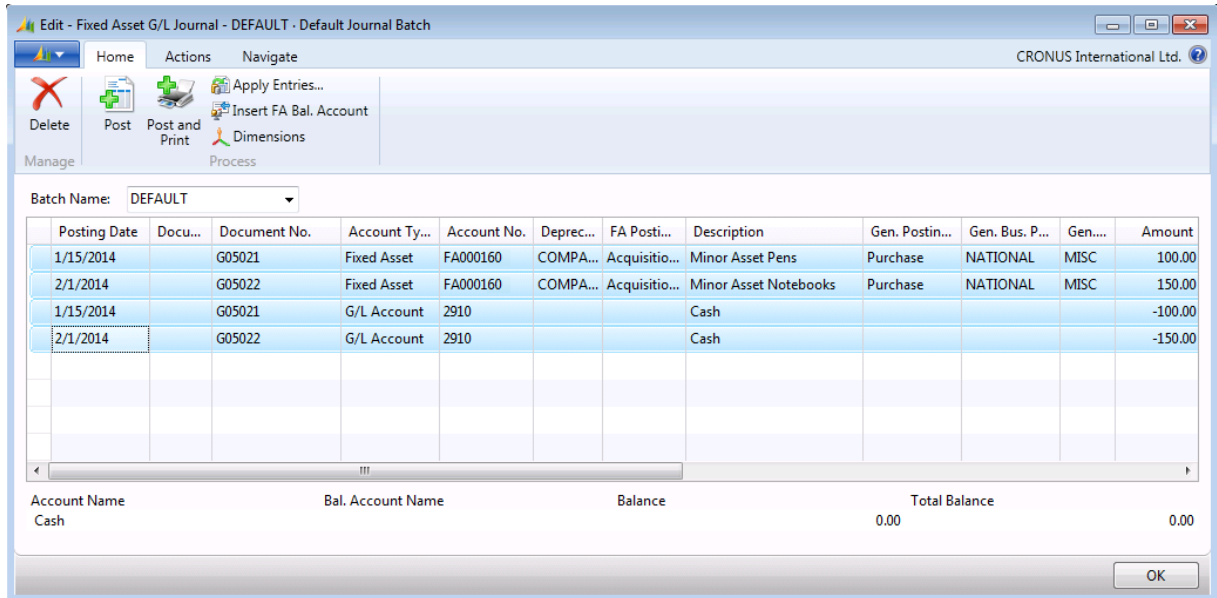 Edit - Fixed Asset G/L Journal - DEFAULT · Default Journal Batch
Home Actions Navigate CRONUS International Ltd.
Delete Post Post and Print Apply Entries...
Insert FA Bal. Account
Dimensions
Manage Process
Batch Name: DEFAULT
Posting Date Docu... Document No. Account Ty... Account No. Deprec... FA Posti... Description Gen. Postin... Gen. Bus. P... Gen.... Amount
1/15/2014 G05021 Fixed Asset FA000160 COMPA... Acquisitio... Minor Asset Pens Purchase NATIONAL MISC 100.00
2/1/2014 G05022 Fixed Asset FA000160 COMPA... Acquisitio... Minor Asset Notebooks Purchase NATIONAL MISC 150.00
1/15/2014 G05021 G/L Account 2910 Cash -100.00
2/1/2014 G05022 G/L Account 2910 Cash -150.00
Account Name Bal. Account Name Balance Total Balance
Cash 0.00 0.00
OK